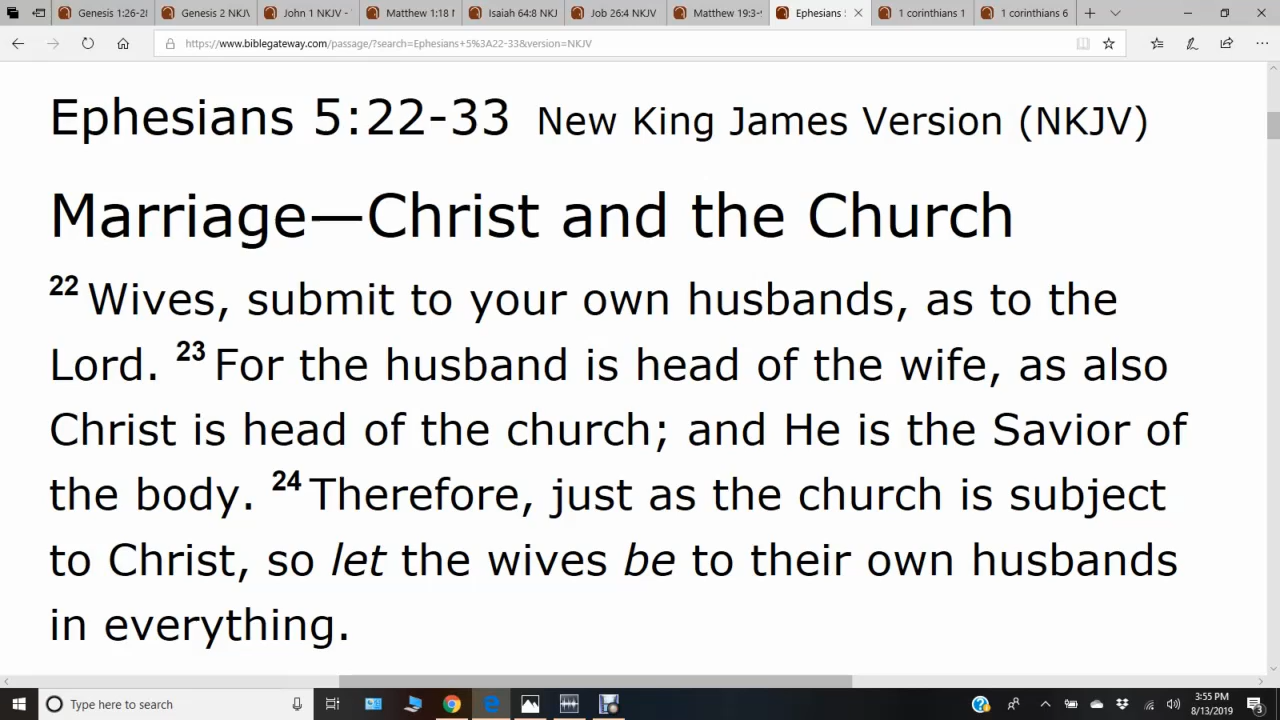 Genesis 1:26-2
Genesis 2 NKJV
John 1 NKJV -
Matthew 1:18 N
Isaiah 64:8 NKJ
Job 26:4 NKJV
Matthew 19:3-
Ephesians 5:
1 corinthians 1
1 corinthians 6
https://www.biblegateway.com/passage/?search=Ephesians+5%3A22-33&version=NKJV
Ephesians 5:22-33 New King James Version (NKJV)
Marriage—Christ and the Church
22 Wives, submit to your own husbands, as to the
Lord. 23 For the husband is head of the wife, as also
Christ is head of the church; and He is the Savior of
the body. 24 Therefore, just as the church is subject
to Christ, so let the wives be to their own husbands
in everything.
Type here to search
3:55 PM
8/13/2019
3